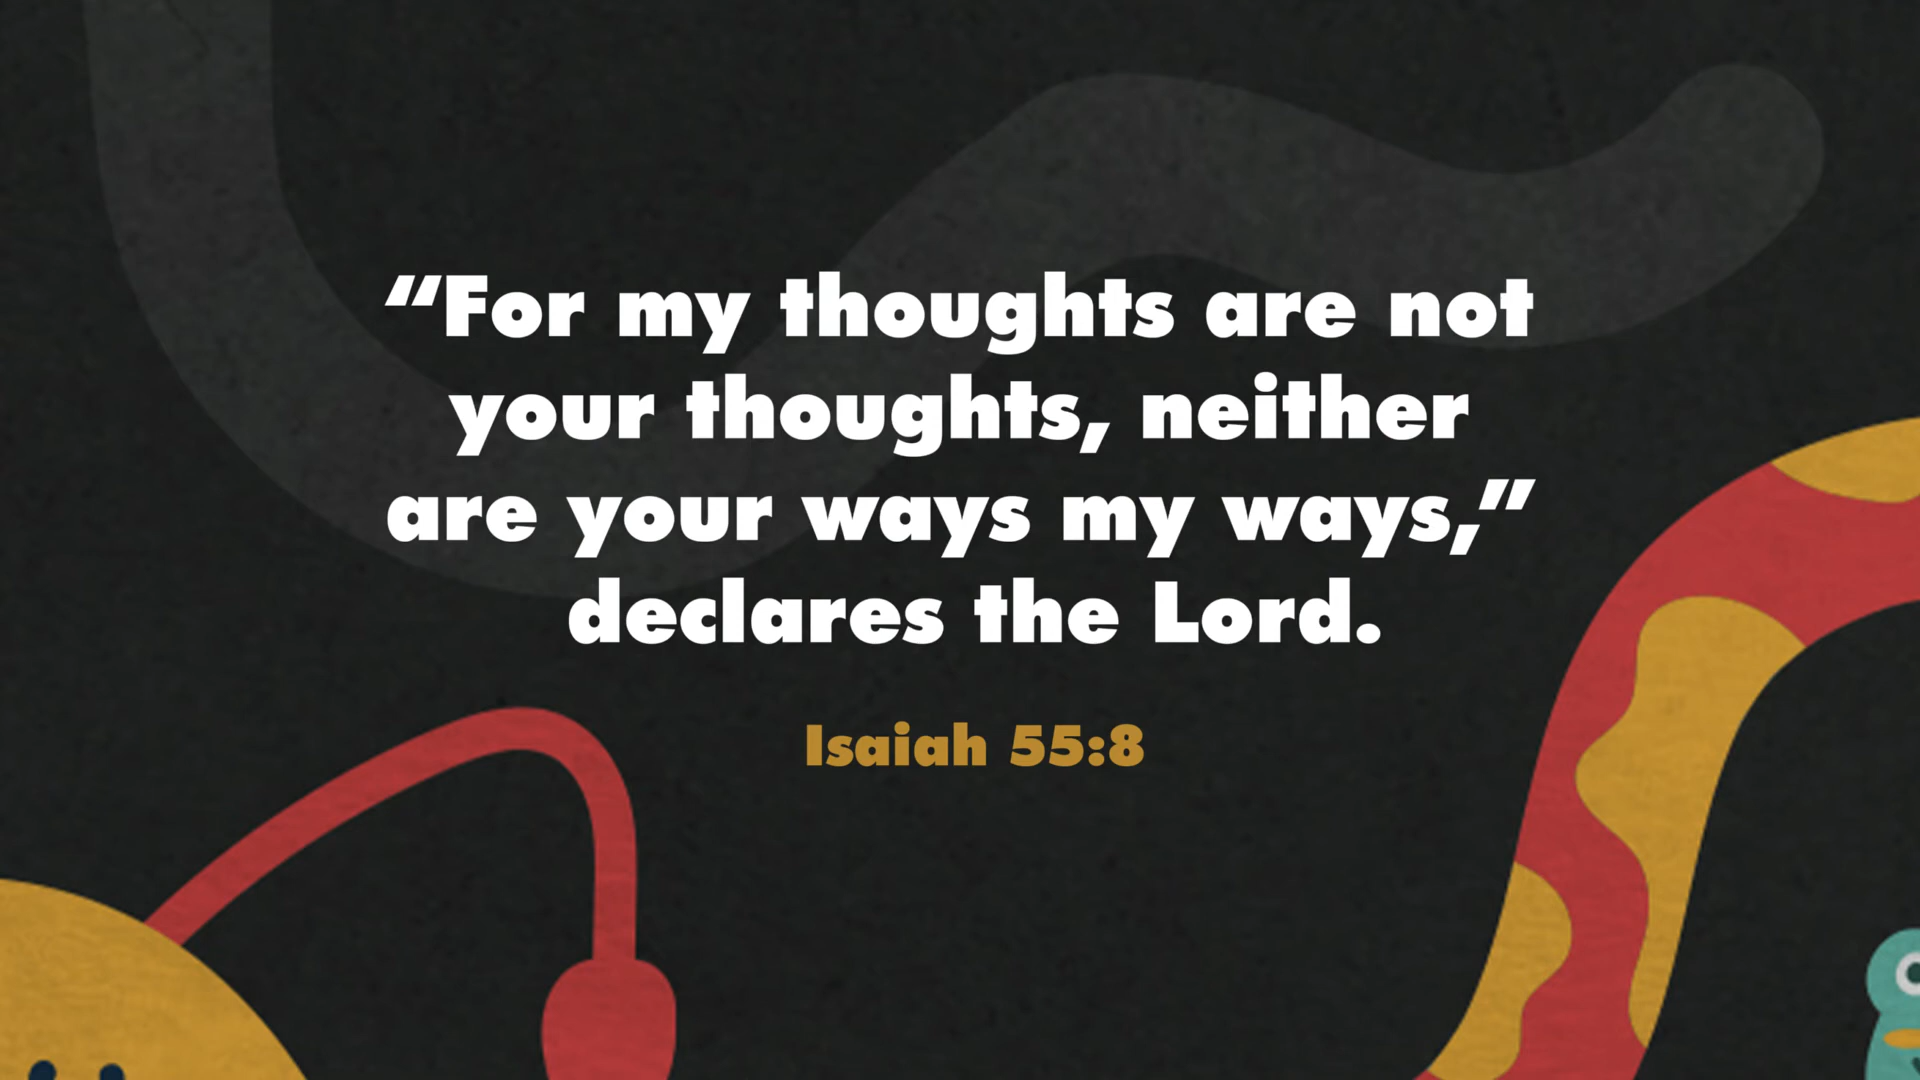 “For my thoughts are not
your thoughts, neither
are your ways my ways,”
declares the Lord.
Isaiah 55:8